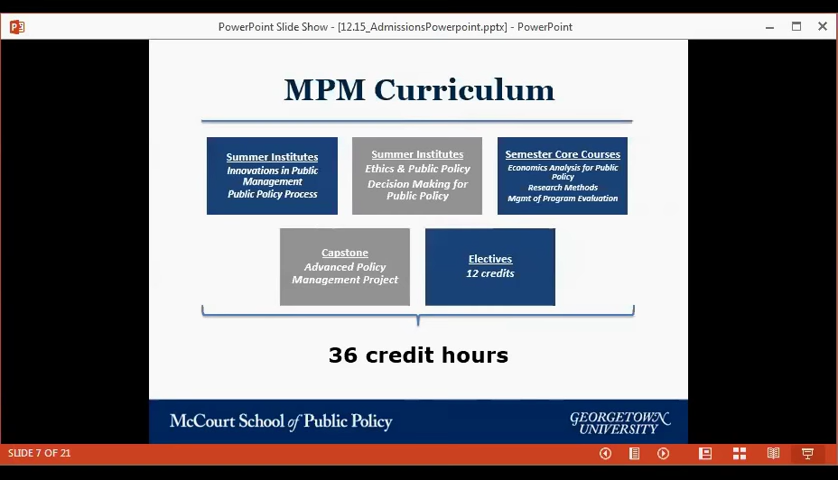 PowerPoint Slide Show - [12.15_AdmissionsPowerpoint.pptx] - PowerPoint
MPM Curriculum
Summer Institutes
Innovations in Public
Management
Public Policy Process
Summer Institutes
Ethics & Public Policy
Decision Making for
Public Policy
Semester Core Courses
Economics Analysis for Public
Policy
Research Methods
Mgmt of Program Evaluation
Capstone
Advanced Policy
Management Project
Electives
12 credits
36 credit hours
McCourt School of Public Policy
GEORGETOWN
UNIVERSITY
SLIDE 7 OF 21